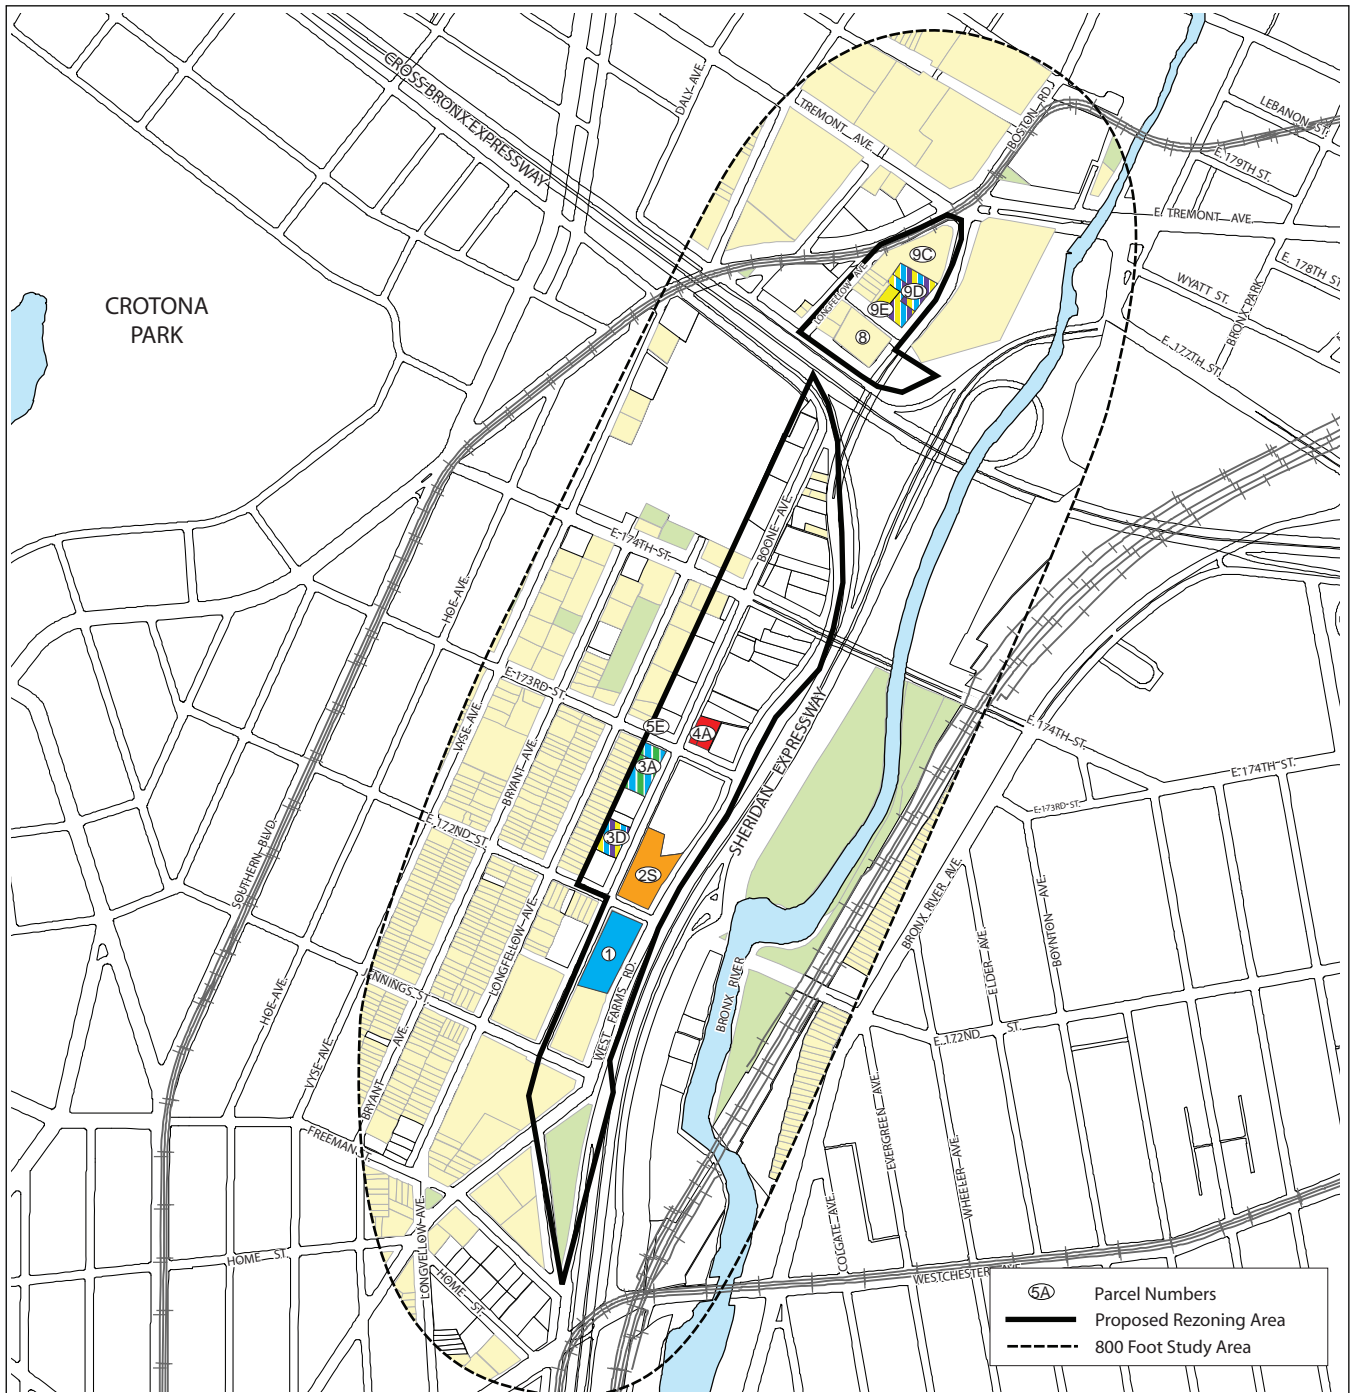 CROSS BRONX EXPRESSWAY
DALY AVE.
TREMONT AVE.
BOSTON RD.
LEBANON ST.
E. 179TH ST.
E. TREMONT AVE.
E. 178TH ST.
WYATT ST.
BRONX PARK
E. 177TH ST.
CROTONA
PARK
LONGFELLOW AVE.
9C
9D
9E
8
BOONE AVE.
E. 174TH ST.
HOE AVE.
E. 173RD ST.
VYSE AVE.
BRYANT AVE.
5E
4A
3A
3D
2S
1
SHERIDAN EXPRESSWAY
E. 174TH ST.
E. 174TH ST.
E. 173RD ST.
E. 172ND ST.
SOUTHERN BLVD
LONGFELLOW AVE.
JENNINGS ST.
HOE AVE.
VYSE AVE.
BRYANT AVE.
WEST FARMS RD.
BRONX RIVER
BRONX RIVER AVE.
ELDER AVE.
BOYNTON AVE.
E. 172ND ST.
FREEMAN ST.
EVERGREEN AVE.
WHEELER AVE.
COLGATE AVE.
HOME ST.
LONGVELLOW AVE.
HOME ST.
WESTCHESTER AVE
5A Parcel Numbers
Proposed Rezoning Area
800 Foot Study Area